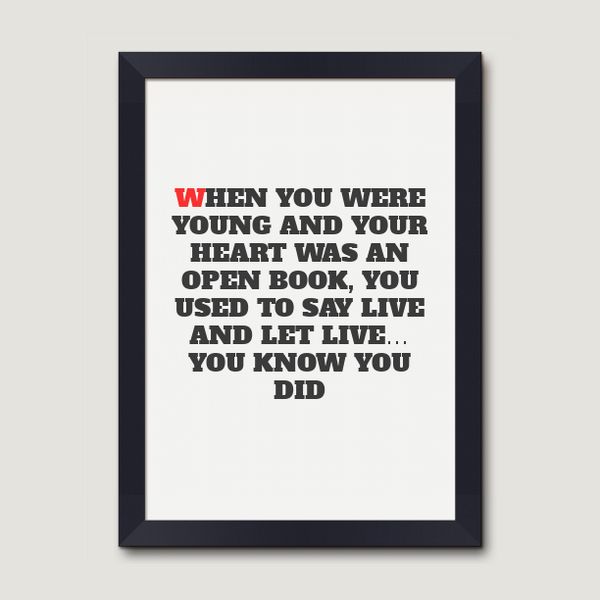 WHEN YOU WERE
YOUNG AND YOUR
HEART WAS AN
OPEN BOOK, YOU
USED TO SAY LIVE
AND LET LIVE...
YOU KNOW YOU
DID